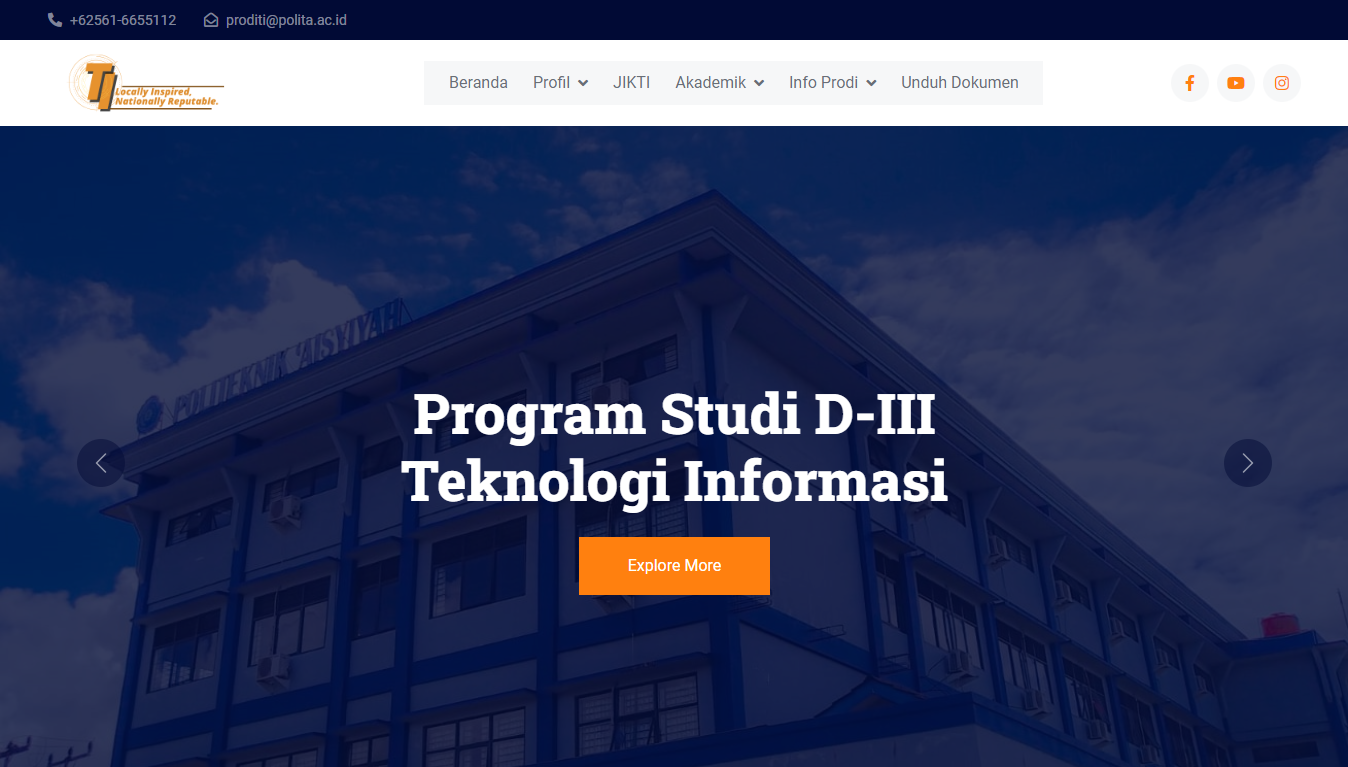 +62561-6655112 proditi@polita.ac.id
TI
Locally Inspired,
Nationally Reputable.
Beranda Profil JIKTI Akademik Info Prodi Unduh Dokumen
POLITEKNIK 'AISYIYAH
Program Studi D-III
Teknologi Informasi
Explore More